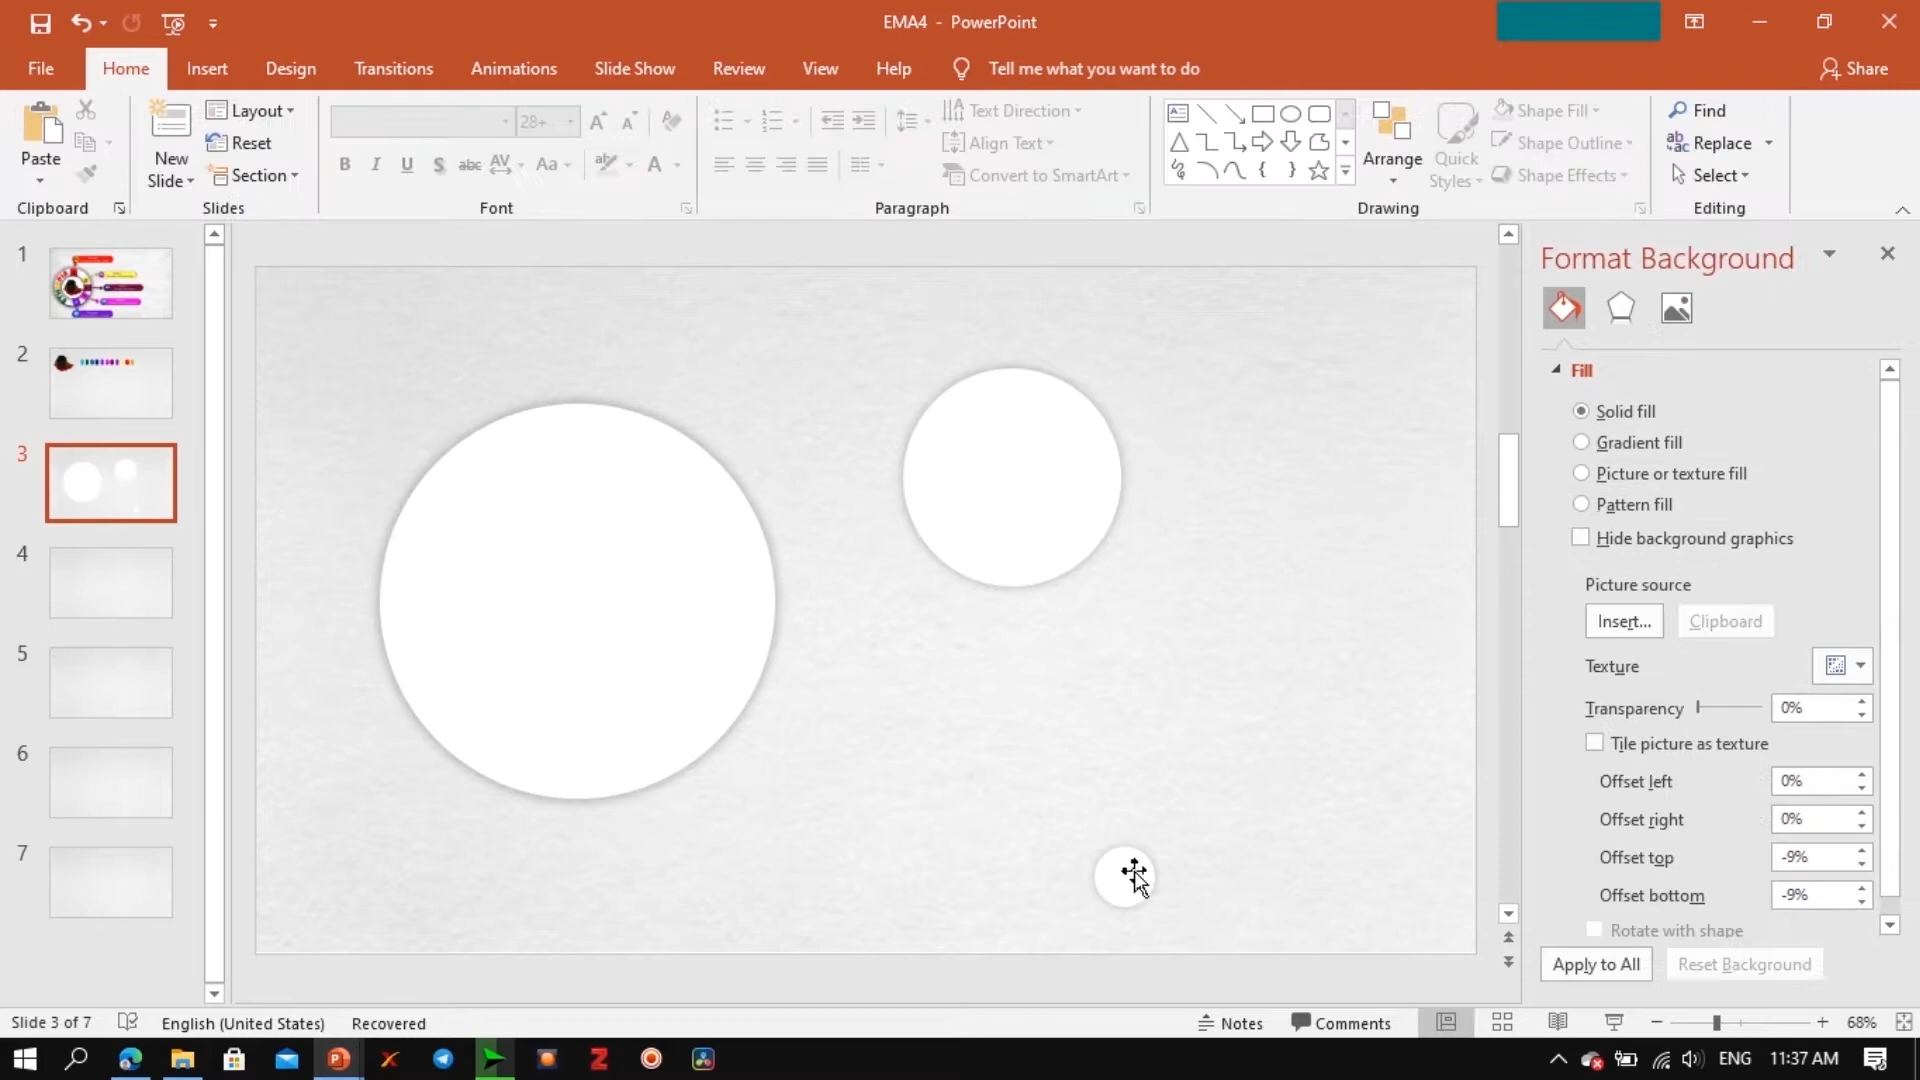 EMA4 - PowerPoint
File Home Insert Design Transitions Animations Slide Show Review View Help Tell me what you want to do Share
Paste
New Slide
Layout
Reset
Section
28+
B I U S abc AV Aa A
Text Direction
Align Text
Convert to SmartArt
Arrange
Quick Styles
Shape Fill
Shape Outline
Shape Effects
Find
Replace
Select
Clipboard Slides Font Paragraph Drawing Editing
1
2
3
4
5
6
7
Format Background
Fill
Solid fill
Gradient fill
Picture or texture fill
Pattern fill
Hide background graphics
Picture source
Insert... Clipboard
Texture
Transparency 0%
Tile picture as texture
Offset left 0%
Offset right 0%
Offset top -9%
Offset bottom -9%
Rotate with shape
Apply to All Reset Background
Slide 3 of 7 English (United States) Recovered Notes Comments 68%
ENG 11:37 AM